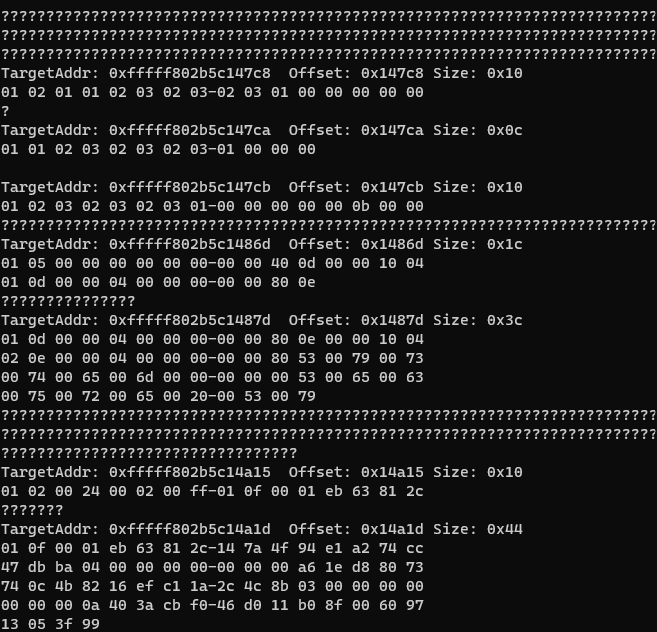 ?????????????????????????????????????????????????????????????????????????
?????????????????????????????????????????????????????????????????????????
?????????????????????????????????????????????????????????????????????????
TargetAddr: 0xfffff802b5c147c8  Offset: 0x147c8 Size: 0x10
01 02 01 01 02 03 02 03-02 03 01 00 00 00 00 00
?
TargetAddr: 0xfffff802b5c147ca  Offset: 0x147ca Size: 0x0c
01 01 02 03 02 03 02 03-01 00 00 00
TargetAddr: 0xfffff802b5c147cb  Offset: 0x147cb Size: 0x10
01 02 03 02 03 02 03 01-00 00 00 00 00 0b 00 00
?????????????????????????????????????????????????????????????????????????
TargetAddr: 0xfffff802b5c1486d  Offset: 0x1486d Size: 0x1c
01 05 00 00 00 00 00 00-00 00 40 0d 00 00 10 04
01 0d 00 00 04 00 00 00-00 00 80 0e
???????????????
TargetAddr: 0xfffff802b5c1487d  Offset: 0x1487d Size: 0x3c
01 0d 00 00 04 00 00 00-00 00 80 0e 00 00 10 04
02 0e 00 00 04 00 00 00-00 00 80 53 00 79 00 73
00 74 00 65 00 6d 00 00-00 00 00 53 00 65 00 63
00 75 00 72 00 65 00 20-00 53 00 79
?????????????????????????????????????????????????????????????????????????
?????????????????????????????????????????????????????????????????????????
?????????????????????????????????
TargetAddr: 0xfffff802b5c14a15  Offset: 0x14a15 Size: 0x10
01 02 00 24 00 02 00 ff-01 0f 00 01 eb 63 81 2c
???????
TargetAddr: 0xfffff802b5c14a1d  Offset: 0x14a1d Size: 0x44
01 0f 00 01 eb 63 81 2c-14 7a 4f 94 e1 a2 74 cc
47 db ba 04 00 00 00 00-00 00 00 a6 1e d8 80 73
74 0c 4b 82 16 ef c1 1a-2c 4c 8b 03 00 00 00 00
00 00 00 0a 40 3a cb f0-46 d0 11 b0 8f 00 60 97
13 05 3f 99